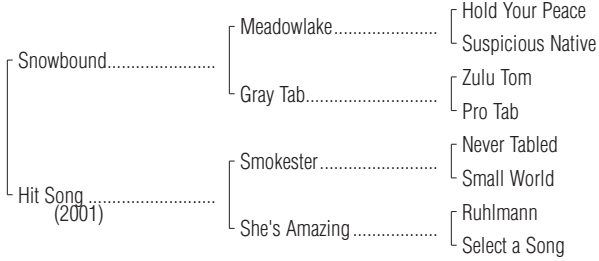 Hold Your Peace
Meadowlake....................
Suspicious Native
Snowbound.....................
Zulu Tom
Gray Tab.........................
Pro Tab
Never Tabled
Smokester.......................
Small World
Hit Song ........................
(2001)
Ruhlmann
She's Amazing ................
Select a Song